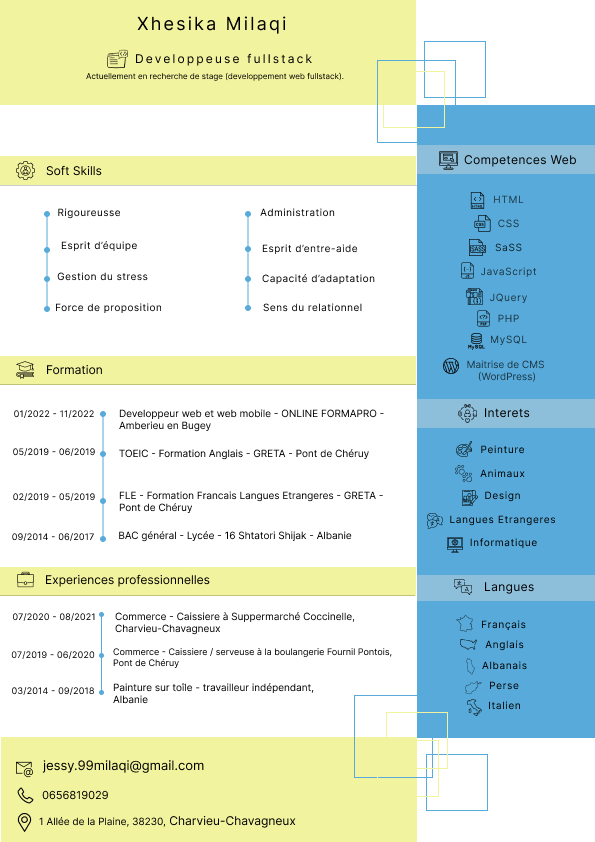 Xhesika Milaqi
Developpeuse fullstack
Actuellement en recherche de stage (developpement web fullstack).
Soft Skills
Rigoureusse
Administration
Esprit d'équipe
Esprit d'entre-aide
Gestion du stress
Capacité d'adaptation
Force de proposition
Sens du relationnel
Formation
01/2022 - 11/2022
Developpeur web et web mobile - ONLINE FORMAPRO -
Amberieu en Bugey
05/2019 - 06/2019
TOEIC - Formation Anglais - GRETA - Pont de Chéruy
02/2019 - 05/2019
FLE - Formation Francais Langues Etrangeres - GRETA -
Pont de Chéruy
09/2014 - 06/2017
BAC général - Lycée - 16 Shtatori Shijak - Albanie
Experiences professionnelles
07/2020 - 08/2021
Commerce - Caissiere à Suppermarché Coccinelle,
Charvieu-Chavagneux
07/2019 - 06/2020
Commerce - Caissiere / serveuse à la boulangerie Fournil Pontois,
Pont de Chéruy
03/2014 - 09/2018
Painture sur toîle - travailleur indépendant,
Albanie
jessy.99milaqi@gmail.com
0656819029
1 Allée de la Plaine, 38230, Charvieu-Chavagneux
Competences Web
HTML
CSS
SaSS
JavaScript
JQuery
PHP
MySQL
Maitrise de CMS
(WordPress)
Interets
Peinture
Animaux
Design
Langues Etrangeres
Informatique
Langues
Français
Anglais
Albanais
Perse
Italien